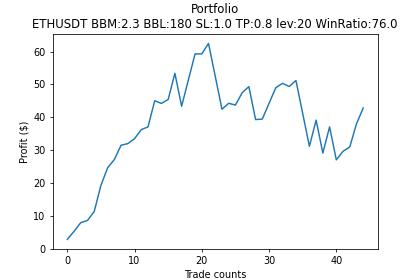 Portfolio
ETHUSDT BBM:2.3 BBL:180 SL:1.0 TP:0.8 lev:20 WinRatio:76.0
60
50
40
30
20
10
0
Profit ($)
0 10 20 30 40
Trade counts